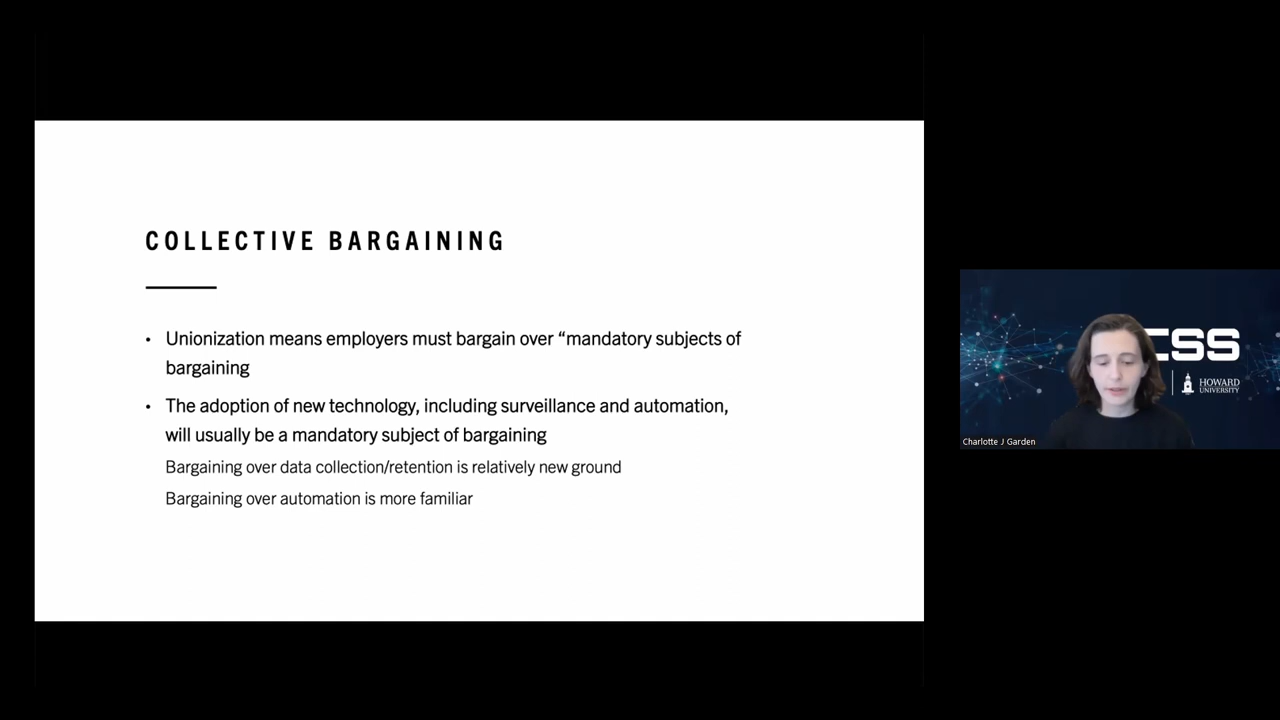 COLLECTIVE BARGAINING
• Unionization means employers must bargain over “mandatory subjects of
bargaining
• The adoption of new technology, including surveillance and automation,
will usually be a mandatory subject of bargaining
Bargaining over data collection/retention is relatively new ground
Bargaining over automation is more familiar
CSS
HOWARD
UNIVERSITY
Charlotte J Garden